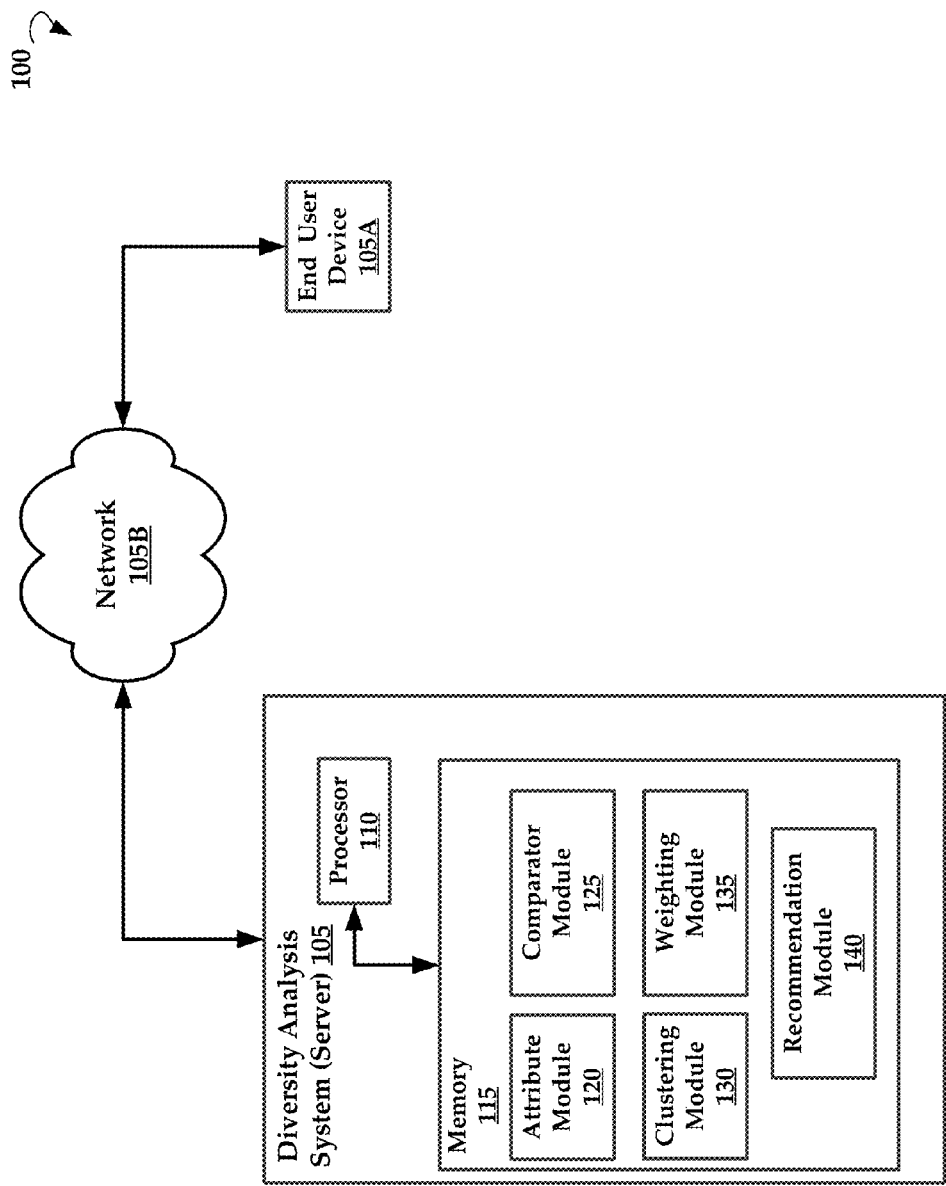 100
Diversity Analysis
System (Server) 105
Processor
110
Memory
115
Attribute
Module
120
Comparator
Module
125
Clustering
Module
130
Weighting
Module
135
Recommendation
Module
140
Network
105B
End User
Device
105A